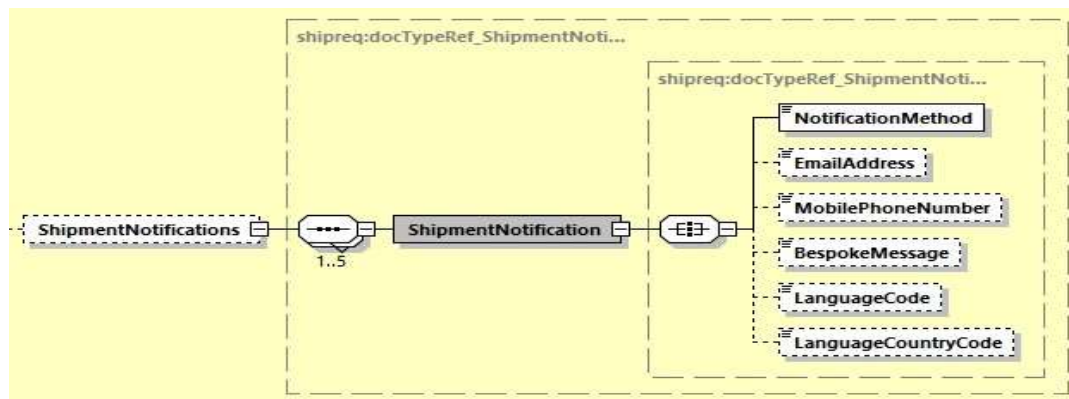 shipreq:docTypeRef_ShipmentNoti...
shipreq:docTypeRef_ShipmentNoti...
NotificationMethod
EmailAddress
MobilePhoneNumber
ShipmentNotifications
ShipmentNotification
1..5
BespokeMessage
LanguageCode
LanguageCountryCode